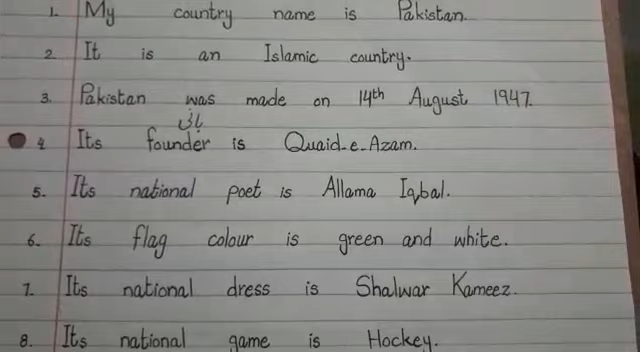 1. My country name is Pakistan.
2. It is an Islamic country.
3. Pakistan was made on 14th August 1947.
بانی
4 Its founder is Quaid-e-Azam.
5. Its national poet is Allama Iqbal.
6. Its flag colour is green and white.
7. Its national dress is Shalwar Kameez.
8. Its national game is Hockey.